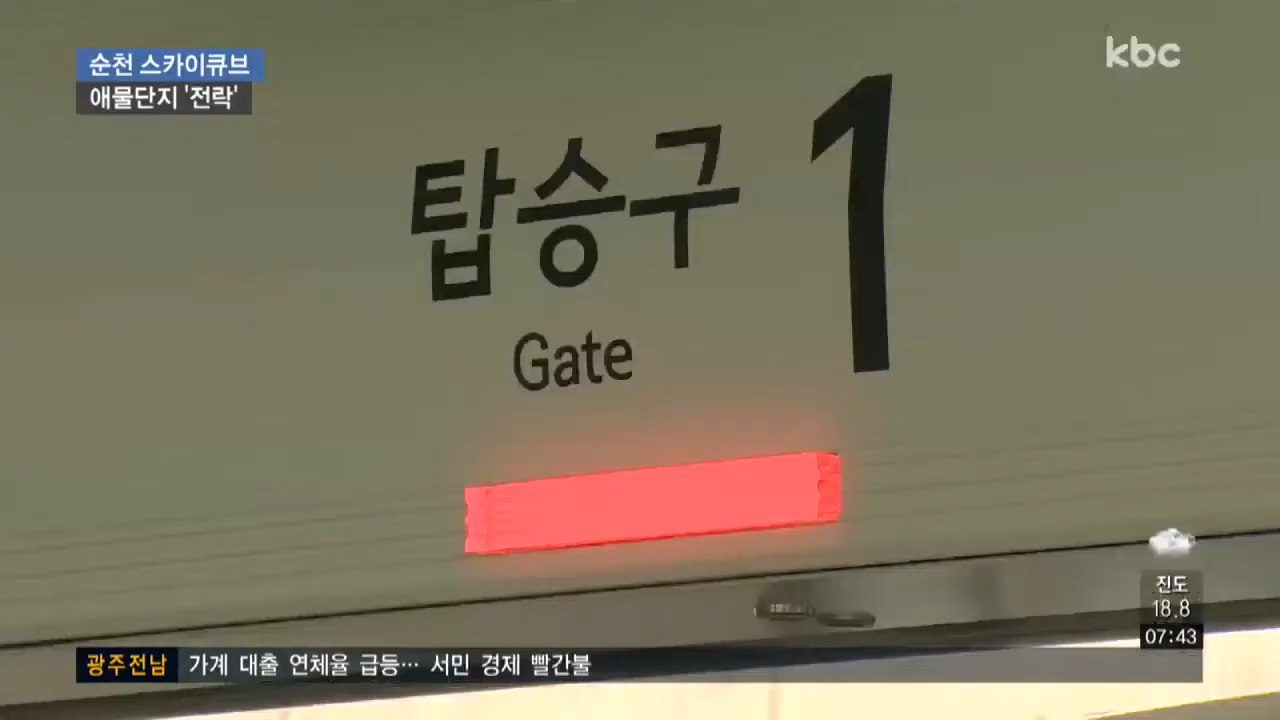 순천 스카이큐브
애물단지 '전락'
kbc
탑승구 1
Gate
진도
18.8
07:43
광주전남 가계 대출 연체율 급등… 서민 경제 빨간불